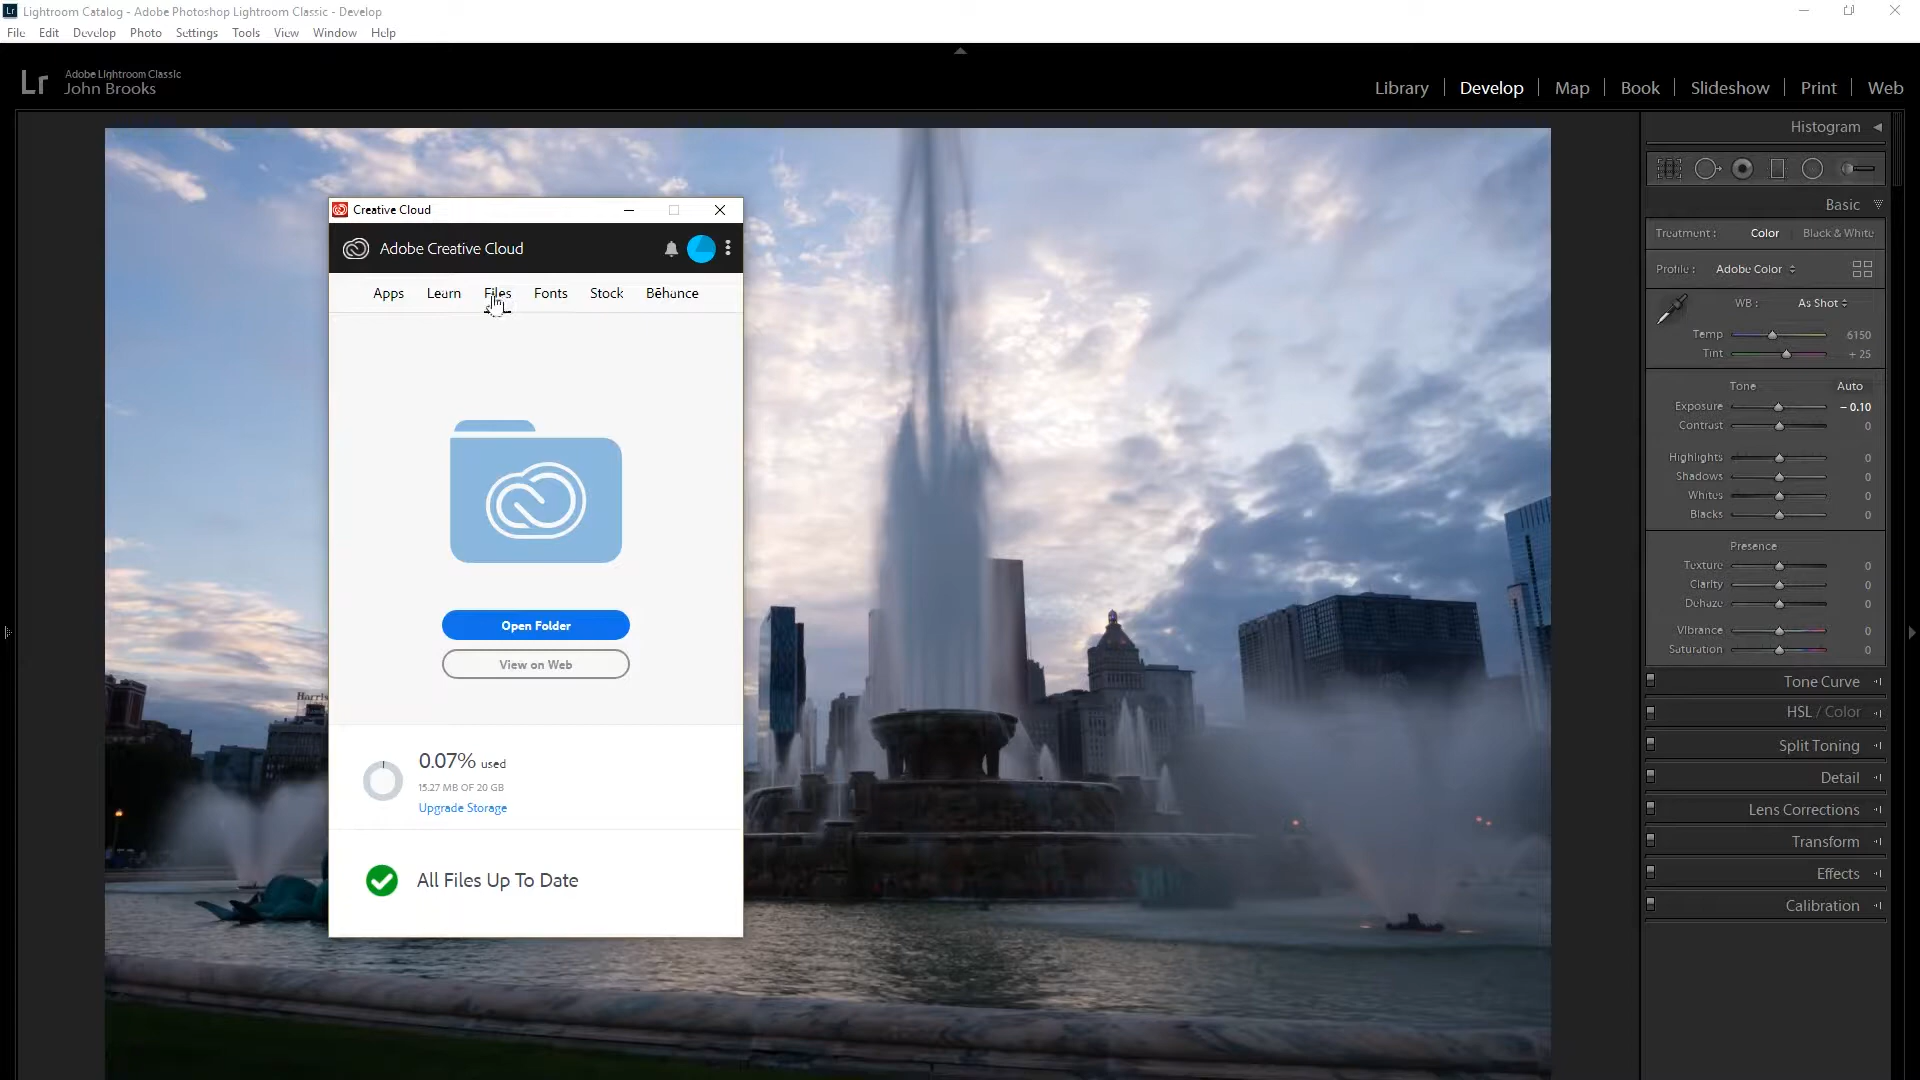 Lr Lightroom Catalog - Adobe Photoshop Lightroom Classic - Develop
File Edit Develop Photo Settings Tools View Window Help
Lr Adobe Lightroom Classic
John Brooks
Library Develop Map Book Slideshow Print Web
Histogram
Basic
Treatment : Color Black & White
Profile : Adobe Color
WB : As Shot
Temp 6150
Tint + 25
Tone Auto
Exposure – 0.10
Contrast 0
Highlights 0
Shadows 0
Whites 0
Blacks 0
Presence
Texture 0
Clarity 0
Dehaze 0
Vibrance 0
Saturation 0
Tone Curve
HSL / Color
Split Toning
Detail
Lens Corrections
Transform
Effects
Calibration
Creative Cloud
Adobe Creative Cloud
Apps Learn Files Fonts Stock Bēhance
Open Folder
View on Web
0.07% used
15.27 MB OF 20 GB
Upgrade Storage
All Files Up To Date
Harris